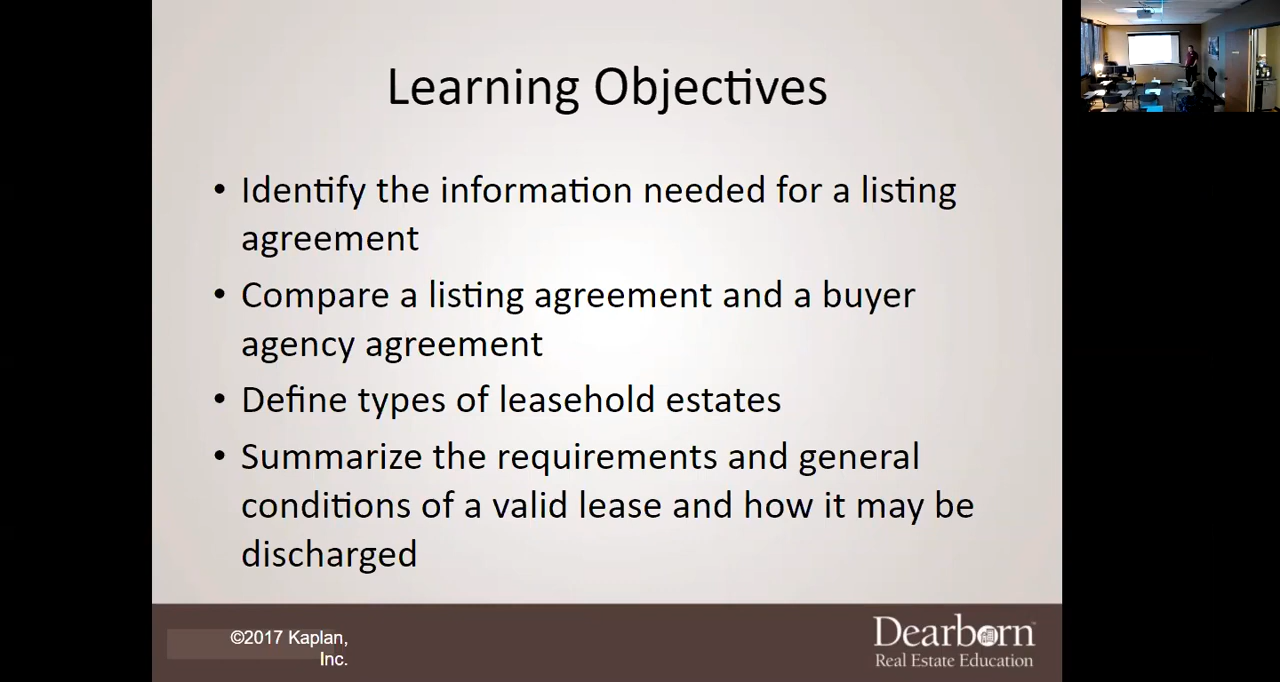 Learning Objectives
• Identify the information needed for a listing
agreement
• Compare a listing agreement and a buyer
agency agreement
• Define types of leasehold estates
• Summarize the requirements and general
conditions of a valid lease and how it may be
discharged
©2017 Kaplan,
Inc.
Dearborn™
Real Estate Education